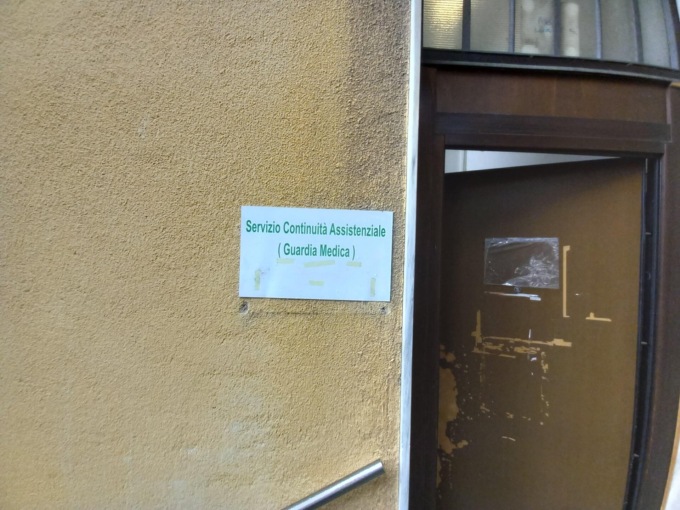 Servizio Continuità Assistenziale
( Guardia Medica )